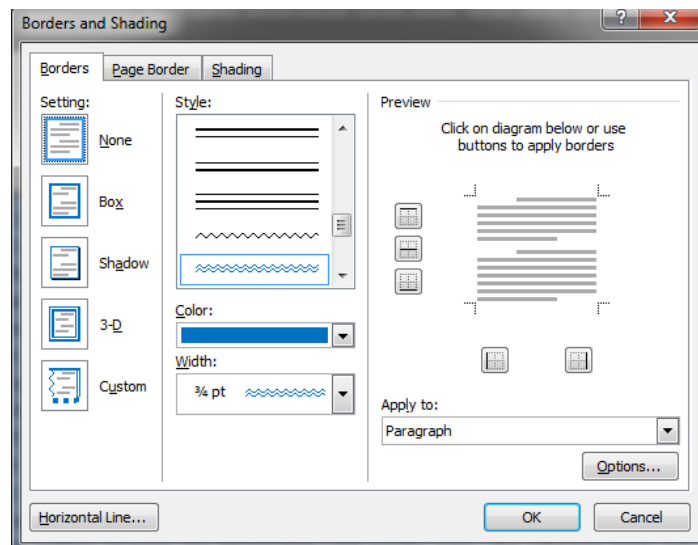 Borders and Shading
Borders Page Border Shading
Setting:
None
Box
Shadow
3-D
Custom
Style:
Color:
Width:
¾ pt
Preview
Click on diagram below or use
buttons to apply borders
Apply to:
Paragraph
Options...
Horizontal Line...
OK
Cancel